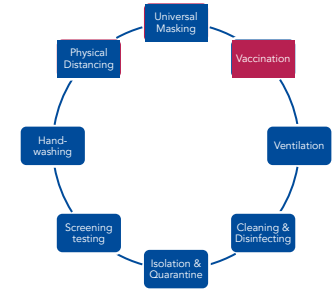 Universal
Masking
Vaccination
Ventilation
Cleaning &
Disinfecting
Isolation &
Quarantine
Screening
testing
Hand-
washing
Physical
Distancing